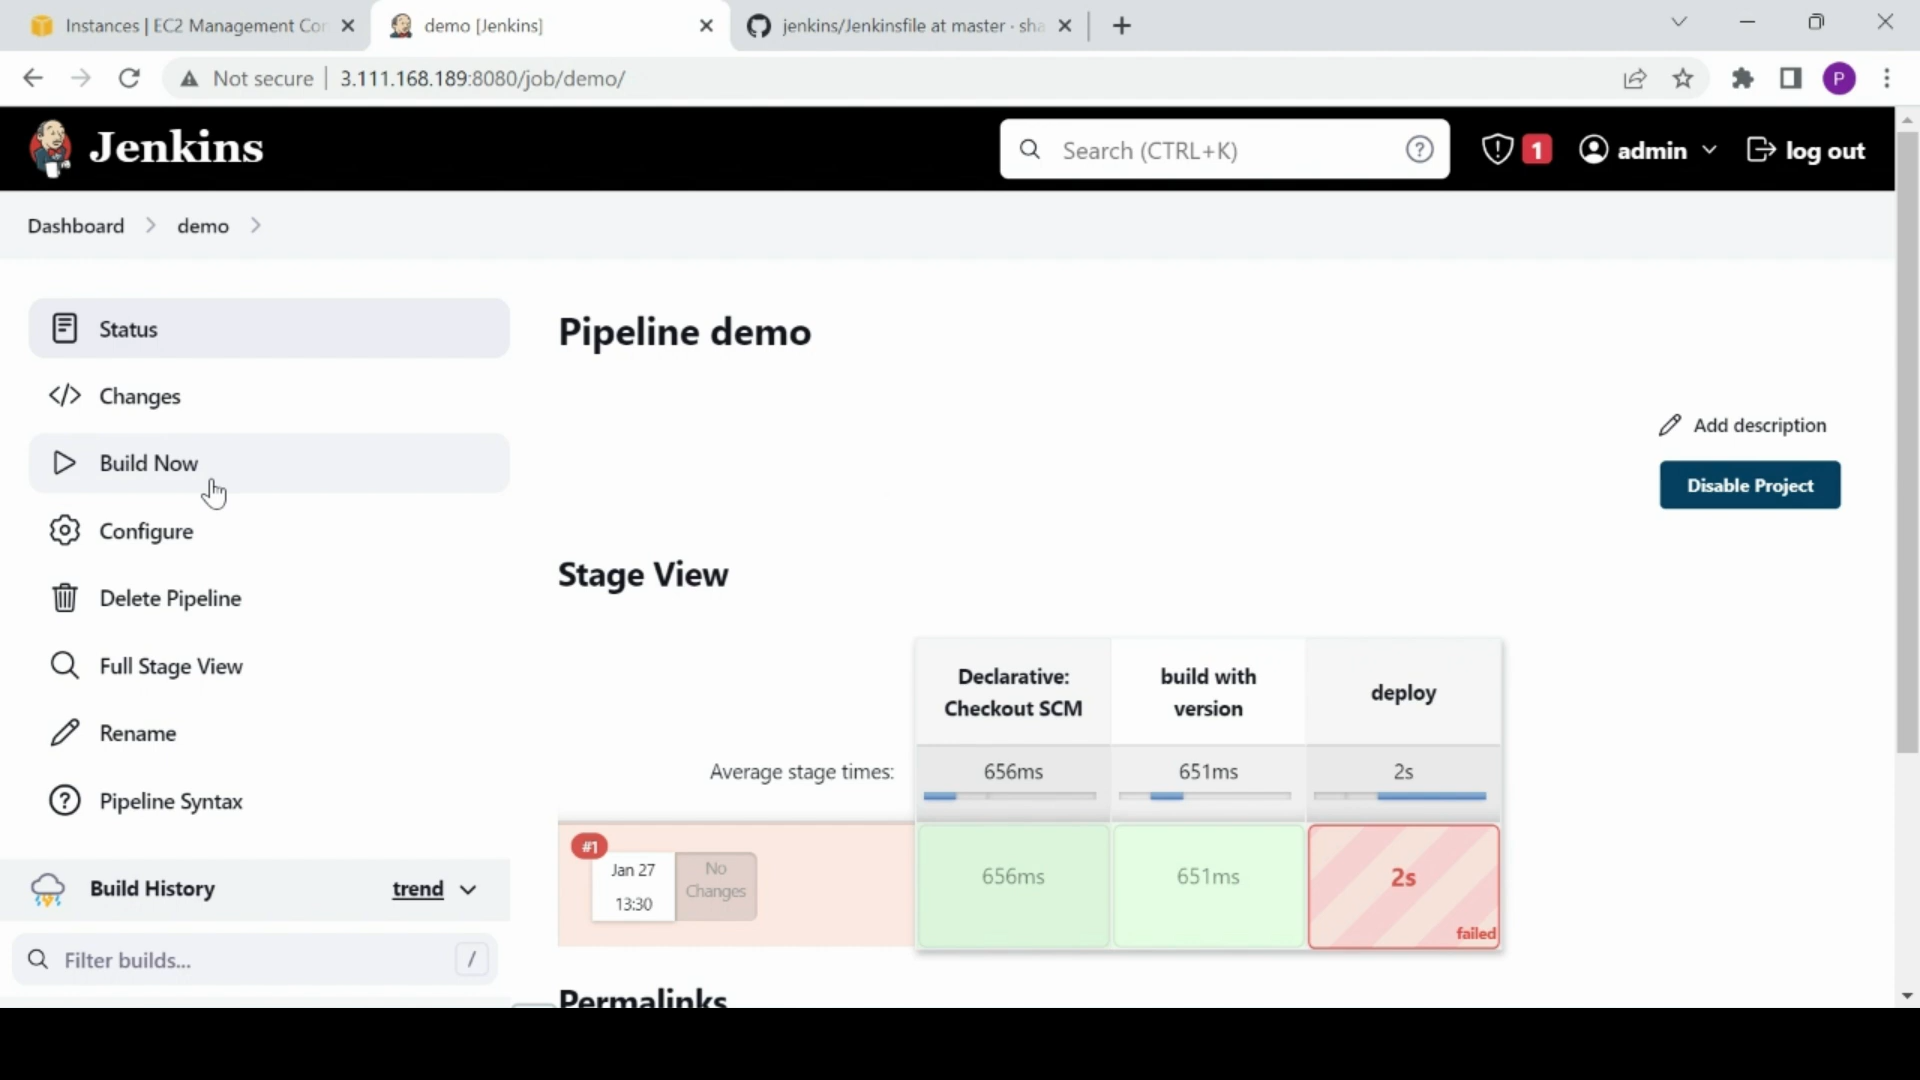 Instances | EC2 Management Con
demo [Jenkins]
jenkins/Jenkinsfile at master · sha
Not secure
3.111.168.189:8080/job/demo/
P
Jenkins
Search (CTRL+K)
1
admin
log out
Dashboard
demo
Status
Changes
Build Now
Configure
Delete Pipeline
Full Stage View
Rename
Pipeline Syntax
Build History
trend
Filter builds...
/
Pipeline demo
Add description
Disable Project
Stage View
Declarative:
Checkout SCM
build with
version
deploy
Average stage times:
656ms
651ms
2s
#1
Jan 27
13:30
No
Changes
656ms
651ms
2s
failed
Permalinks